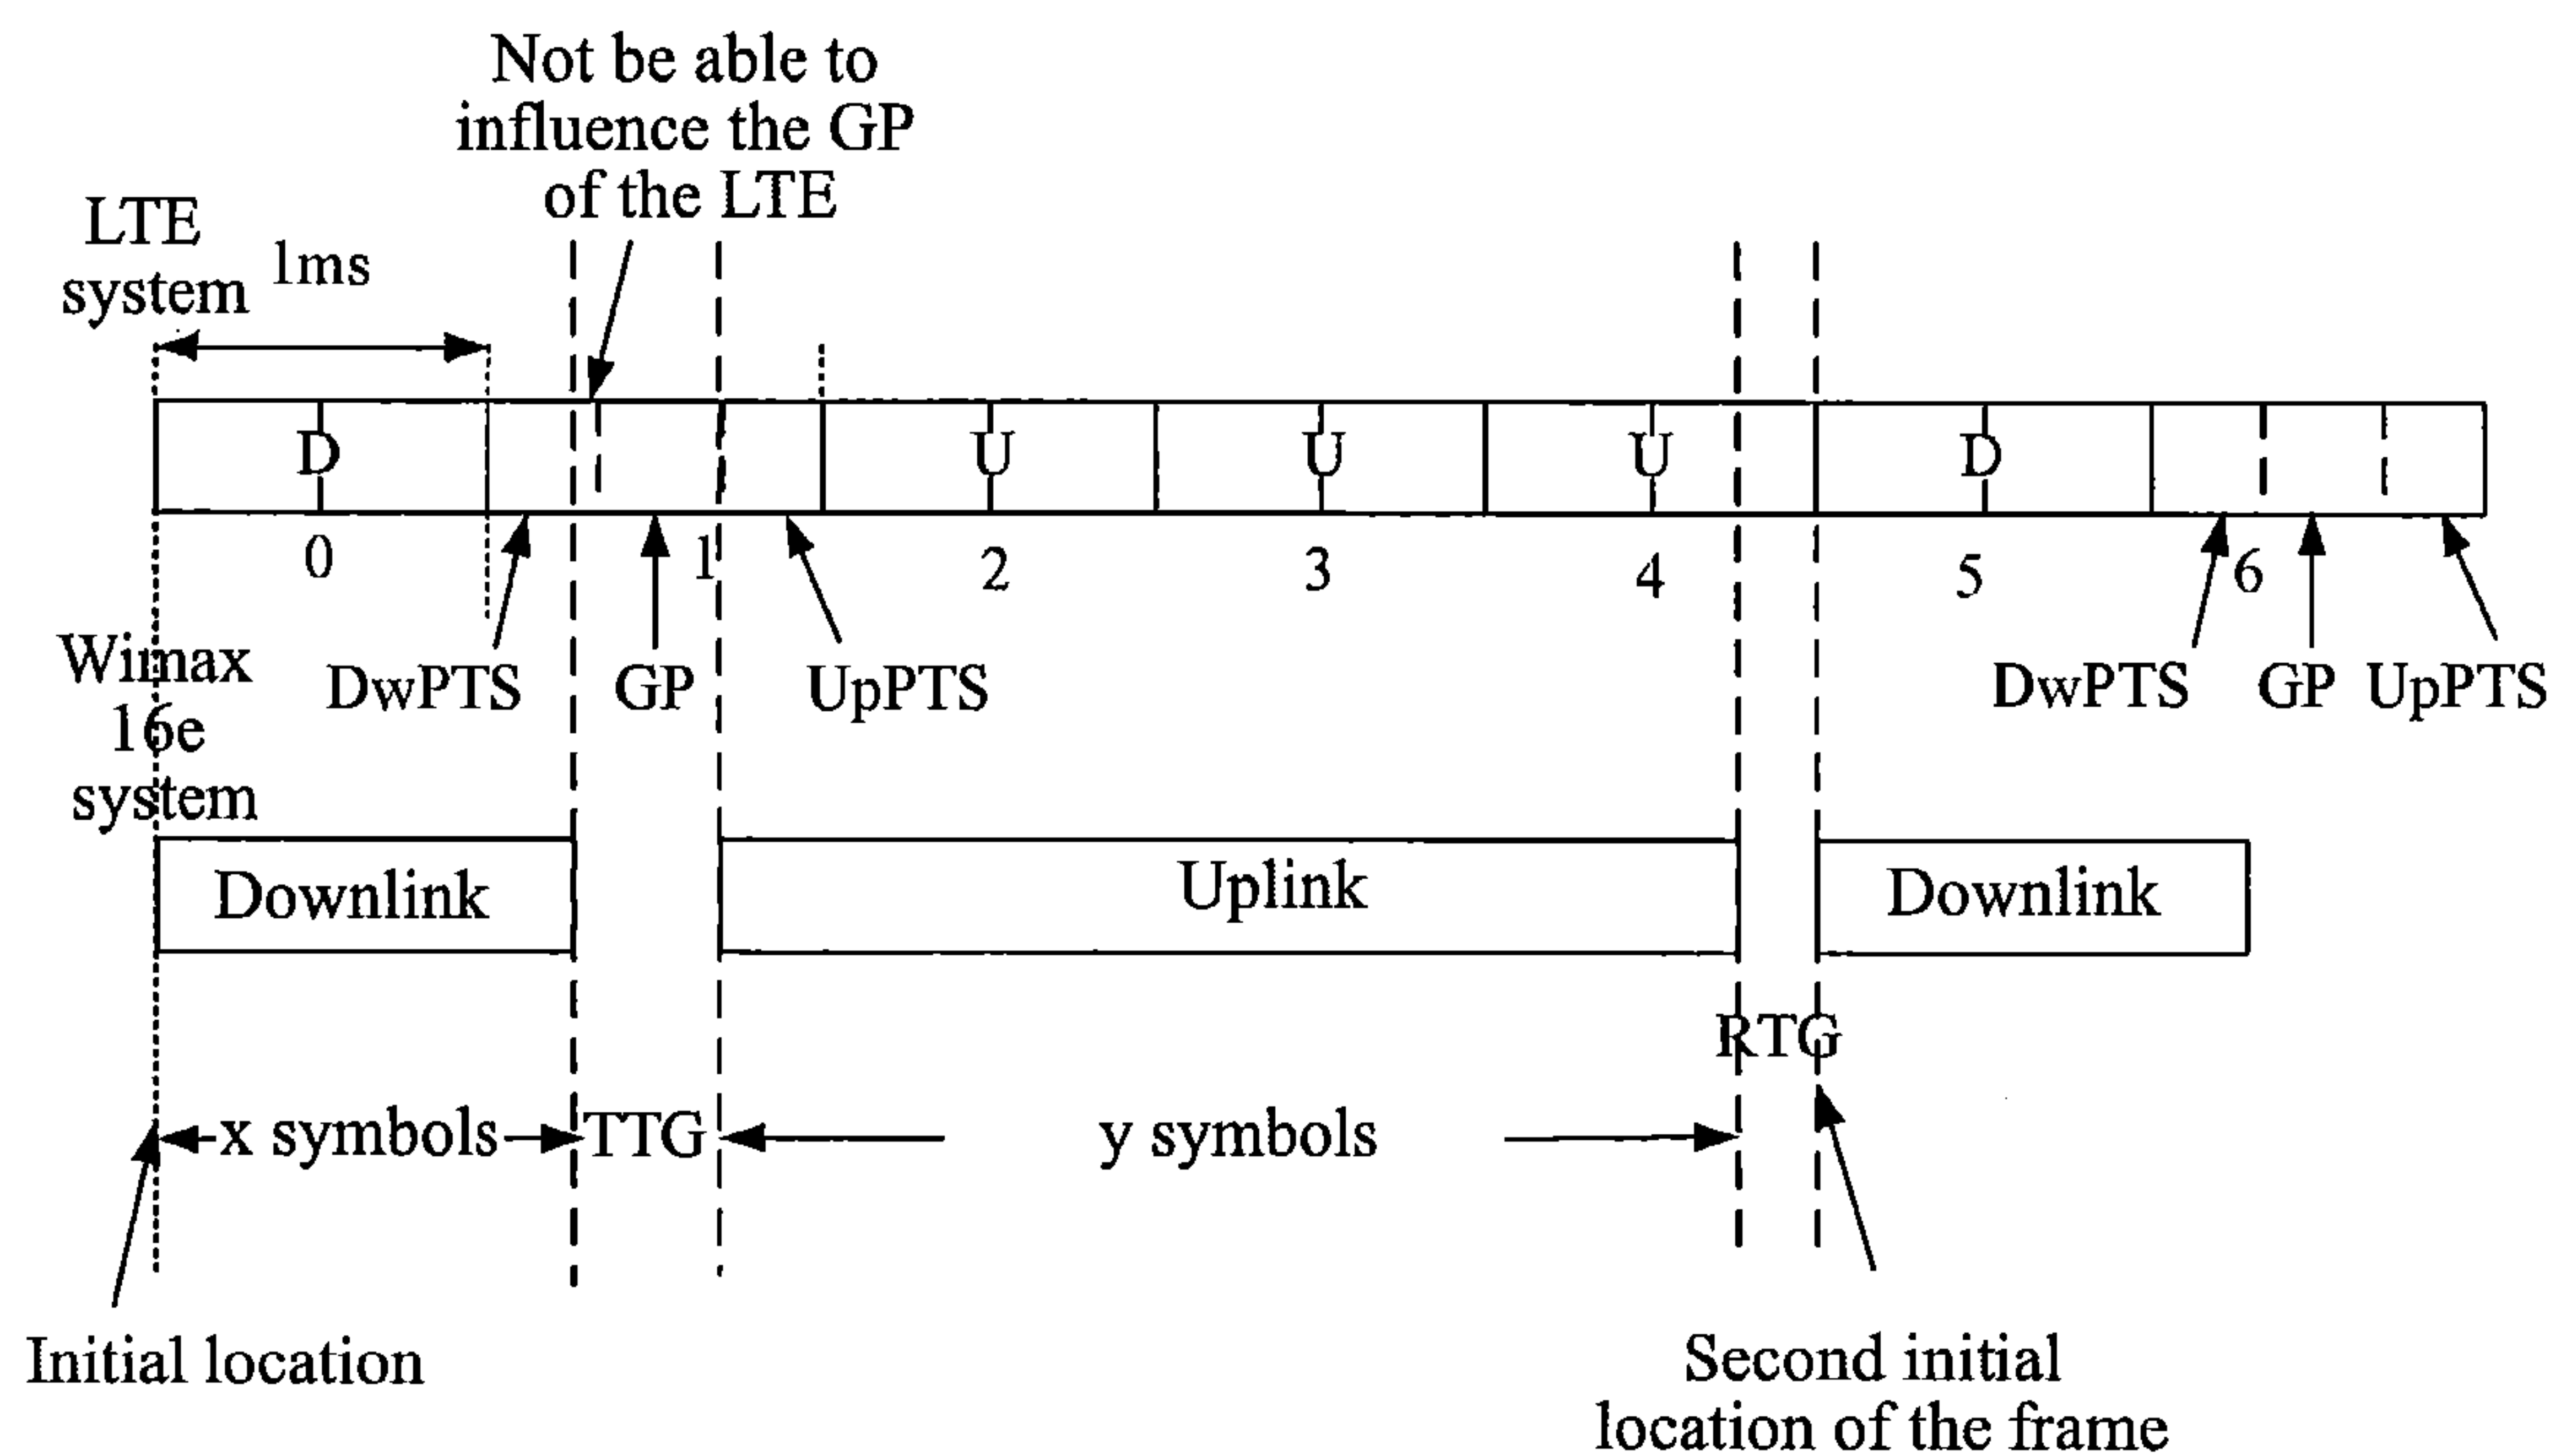 Not be able to
influence the GP
of the LTE
LTE
system
1ms
D U U U D
0 1 2 3 4 5 6
DwPTS GP UpPTS DwPTS GP UpPTS
Wimax
16e
system
Downlink Uplink Downlink
RTG
x symbols TTG y symbols
Initial location
Second initial
location of the frame